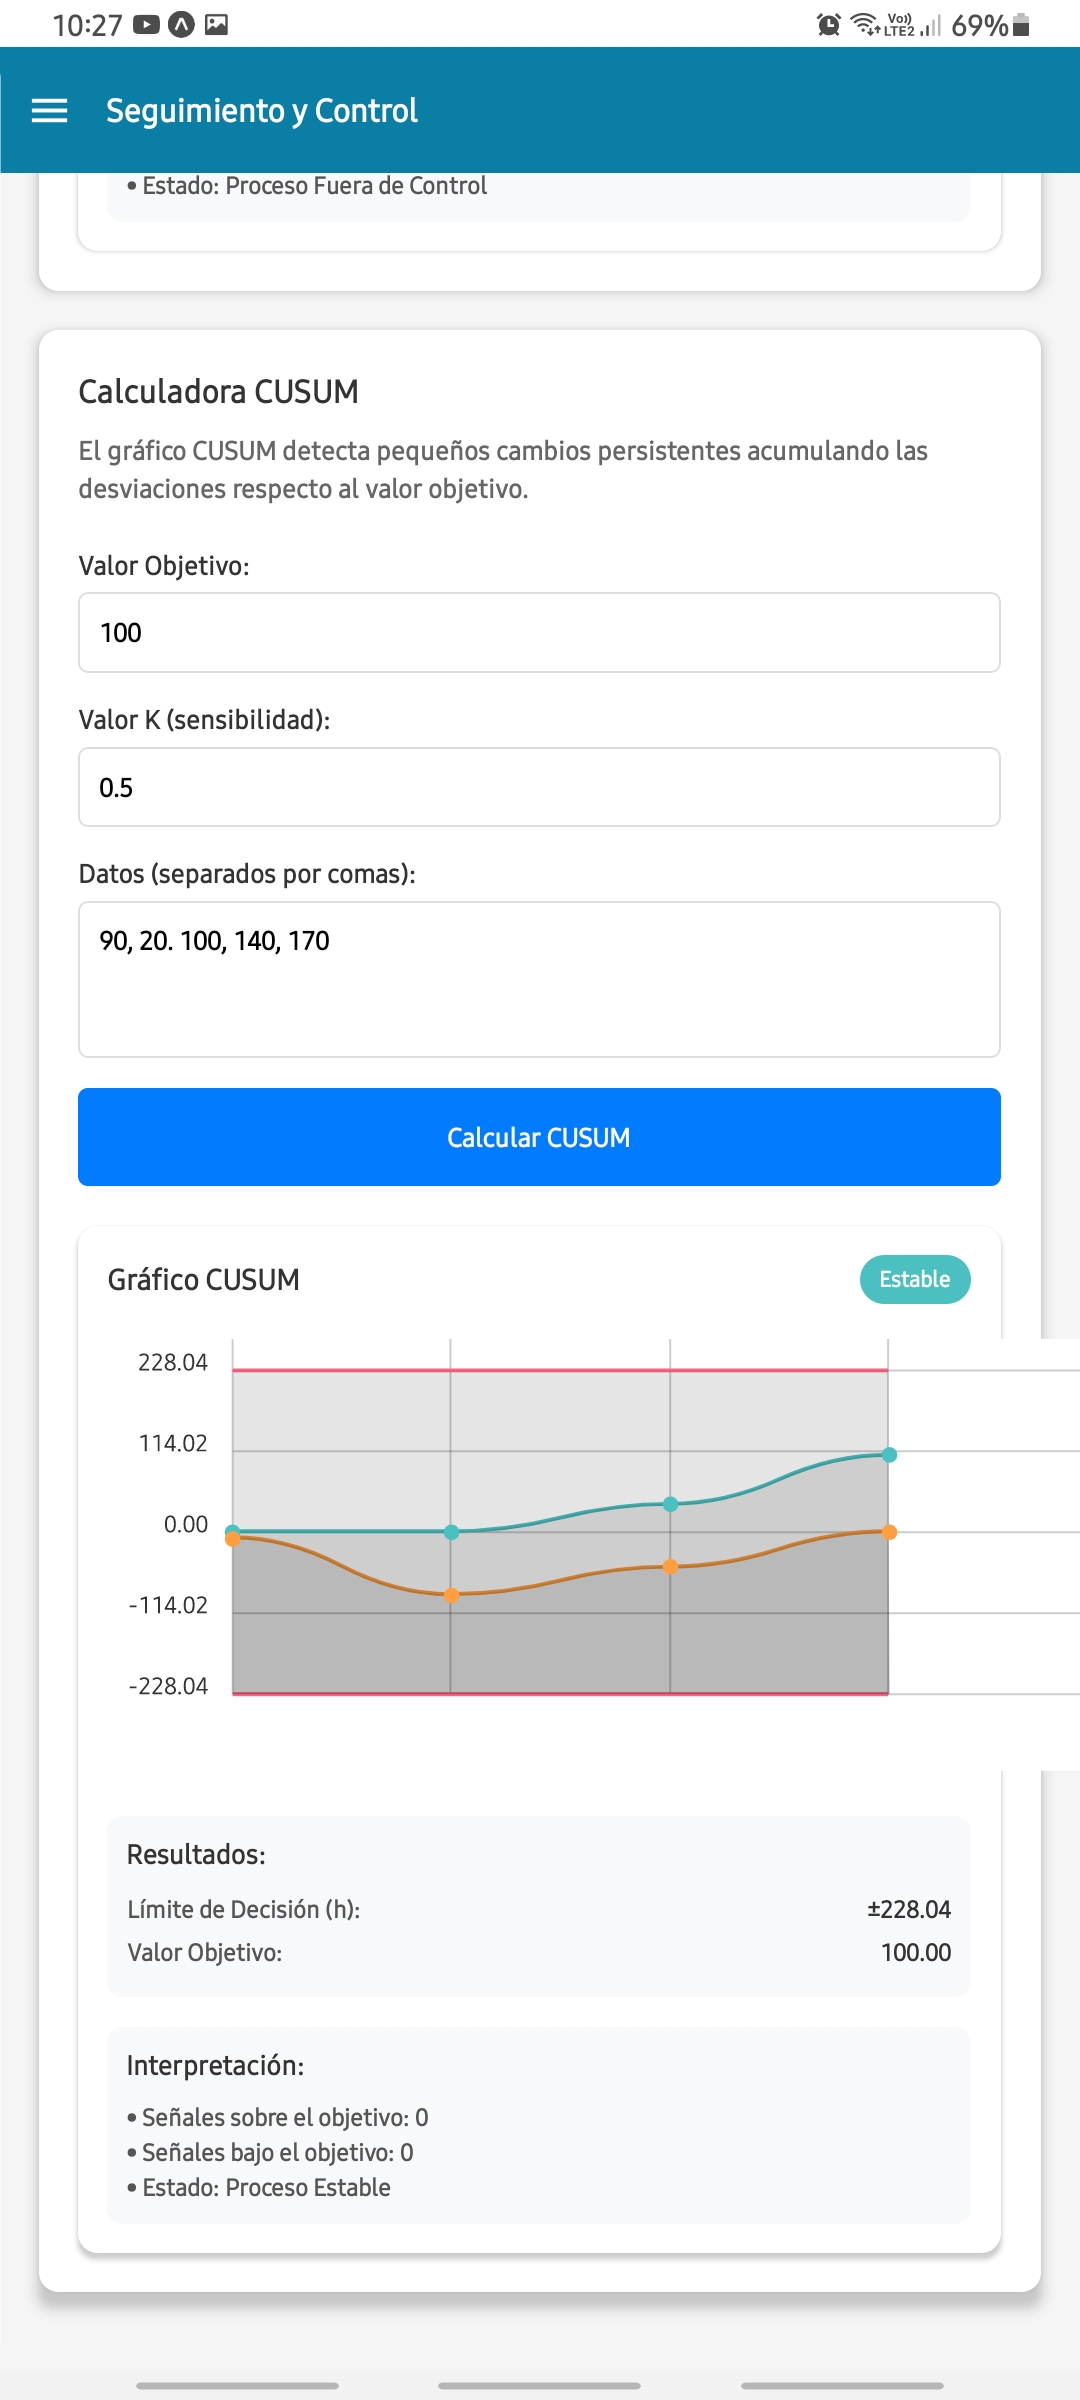 10:27
Vo))
LTE2
69%
Seguimiento y Control
• Estado: Proceso Fuera de Control
Calculadora CUSUM
El gráfico CUSUM detecta pequeños cambios persistentes acumulando las
desviaciones respecto al valor objetivo.
Valor Objetivo:
100
Valor K (sensibilidad):
0.5
Datos (separados por comas):
90, 20. 100, 140, 170
Calcular CUSUM
Gráfico CUSUM
Estable
228.04
114.02
0.00
-114.02
-228.04
Resultados:
Límite de Decisión (h): ±228.04
Valor Objetivo: 100.00
Interpretación:
• Señales sobre el objetivo: 0
• Señales bajo el objetivo: 0
• Estado: Proceso Estable